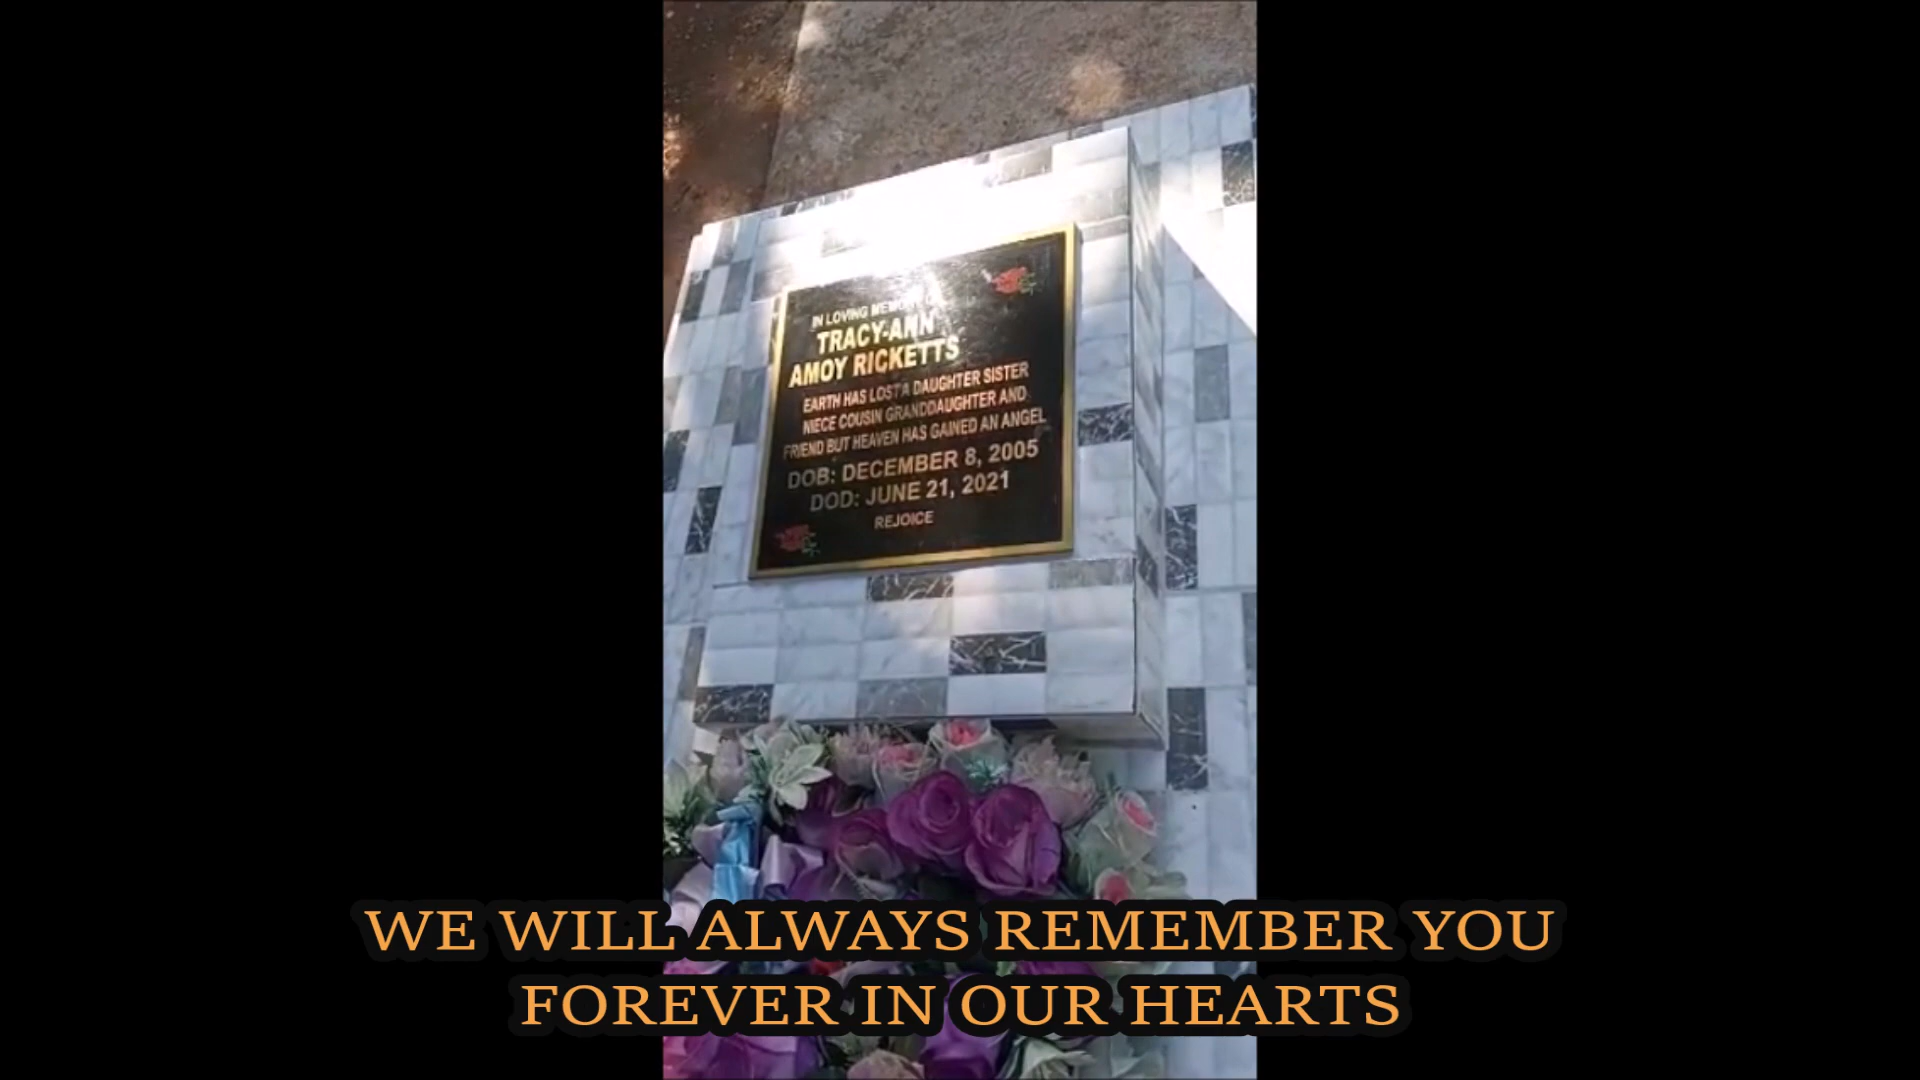 IN LOVING MEMORY OF
TRACY-ANN
AMOY RICKETTS
EARTH HAS LOST A DAUGHTER SISTER
NIECE COUSIN GRANDDAUGHTER AND
FRIEND BUT HEAVEN HAS GAINED AN ANGEL
DOB: DECEMBER 8, 2005
DOD: JUNE 21, 2021
REJOICE
WE WILL ALWAYS REMEMBER YOU
FOREVER IN OUR HEARTS